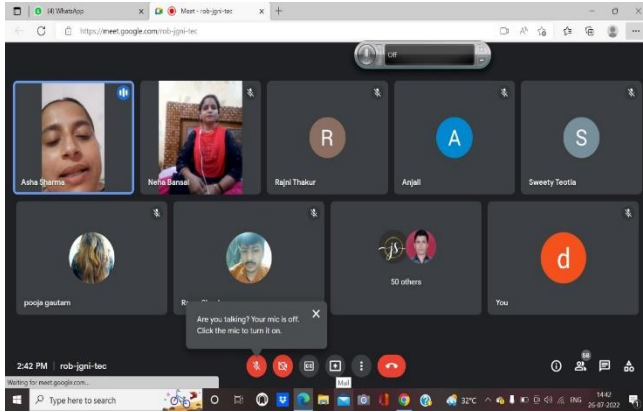 (4) WhatsApp
Meet - rob-jgni-tec
https://meet.google.com/rob-jgni-tec
Off
Asha Sharma
Neha Bansal
R
Rajni Thakur
A
Anjali
S
Sweety Teotia
pooja gautam
JS
50 others
d
You
Are you talking? Your mic is off.
Click the mic to turn it on.
2:42 PM | rob-jgni-tec
58
Waiting for meet.google.com...
Type here to search
32°C
ENG
14:42
26-07-2022